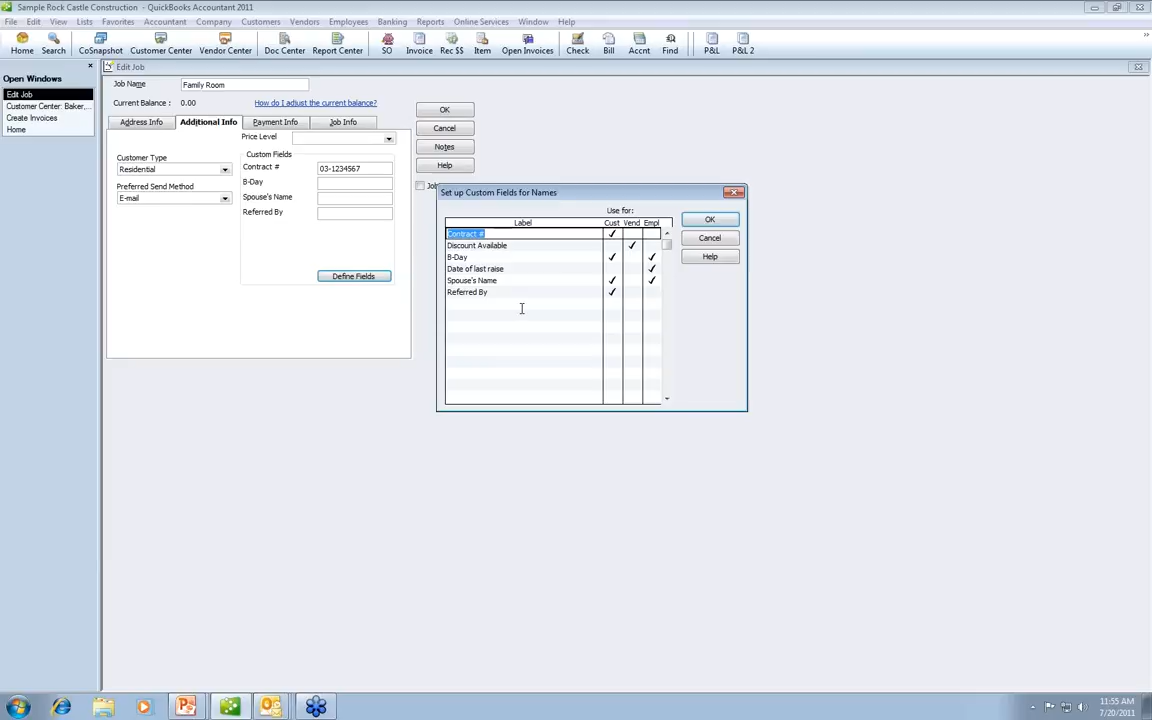 Sample Rock Castle Construction - QuickBooks Accountant 2011
File Edit View Lists Favorites Accountant Company Customers Vendors Employees Banking Reports Online Services Window Help
Home Search CoSnapshot Customer Center Vendor Center Doc Center Report Center SO Invoice Rec $$ Item Open Invoices Check Bill Accnt Find P&L P&L 2
Open Windows
Edit Job
Customer Center: Baker,...
Create Invoices
Home
Edit Job
Job Name Family Room
Current Balance : 0.00 How do I adjust the current balance?
Address Info Additional Info Payment Info Job Info
OK
Cancel
Notes
Help
Price Level
Customer Type
Residential
Preferred Send Method
E-mail
Custom Fields
Contract # 03-1234567
B-Day
Spouse's Name
Referred By
Define Fields
Set up Custom Fields for Names
Use for:
Label Cust Vend Empl
Contract #
Discount Available
B-Day
Date of last raise
Spouse's Name
Referred By
OK
Cancel
Help
11:55 AM
7/20/2011